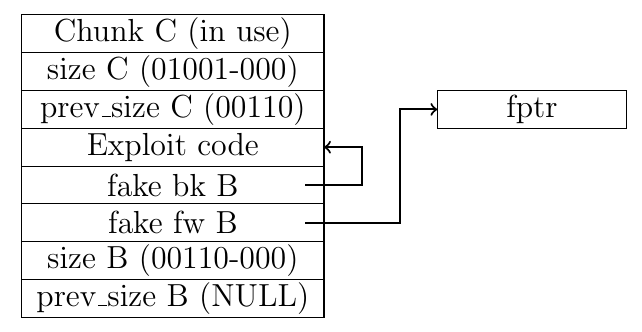 Chunk C (in use)
size C (01001-000)
prev_size C (00110)
fptr
Exploit code
fake bk B
fake fw B
size B (00110-000)
prev_size B (NULL)